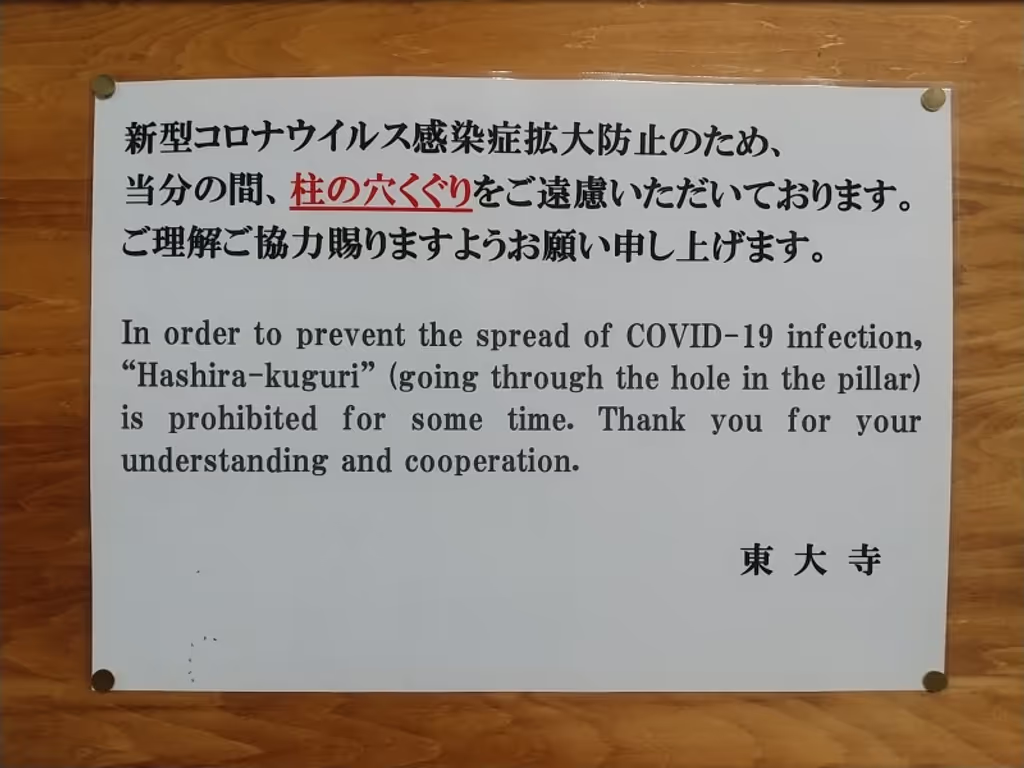 新型コロナウイルス感染症拡大防止のため、
当分の間、柱の穴くぐりをご遠慮いただいております。
ご理解ご協力賜りますようお願い申し上げます。
In order to prevent the spread of COVID-19 infection,
“Hashira-kuguri” (going through the hole in the pillar)
is prohibited for some time. Thank you for your
understanding and cooperation.
東大寺